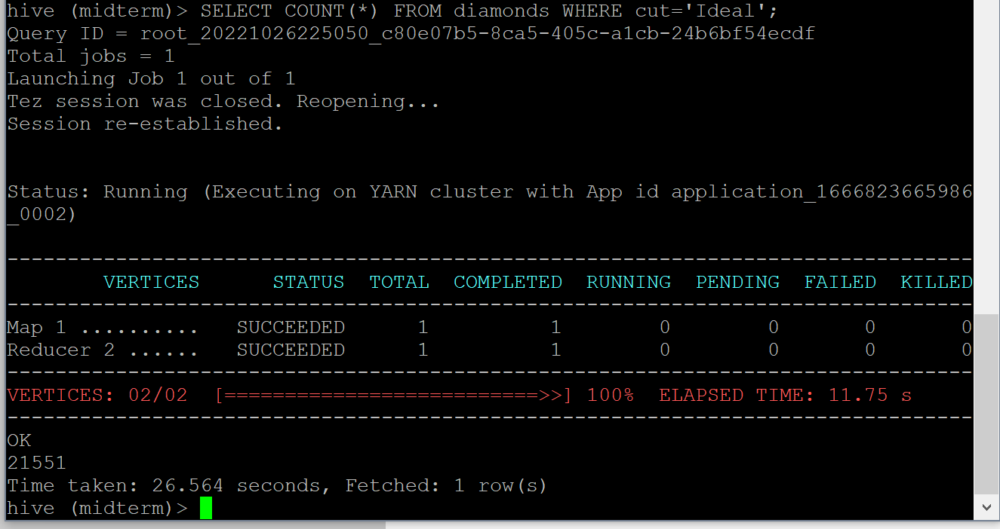 hive (midterm)> SELECT COUNT(*) FROM diamonds WHERE cut='Ideal';
Query ID = root_20221026225050_c80e07b5-8ca5-405c-a1cb-24b6bf54ecdf
Total jobs = 1
Launching Job 1 out of 1
Tez session was closed. Reopening...
Session re-established.
Status: Running (Executing on YARN cluster with App id application_1666823665986
_0002)
--------------------------------------------------------------------------------
        VERTICES      STATUS  TOTAL  COMPLETED  RUNNING  PENDING  FAILED  KILLED
--------------------------------------------------------------------------------
Map 1 ..........   SUCCEEDED      1          1        0        0       0       0
Reducer 2 ......   SUCCEEDED      1          1        0        0       0       0
--------------------------------------------------------------------------------
VERTICES: 02/02  [==========================>>] 100%  ELAPSED TIME: 11.75 s
--------------------------------------------------------------------------------
OK
21551
Time taken: 26.564 seconds, Fetched: 1 row(s)
hive (midterm)>